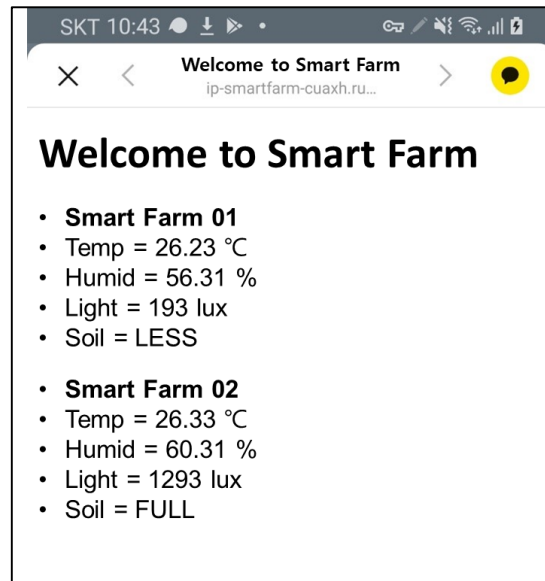 SKT 10:43
Welcome to Smart Farm
ip-smartfarm-cuaxh.ru...
Welcome to Smart Farm
• Smart Farm 01
• Temp = 26.23 ℃
• Humid = 56.31 %
• Light = 193 lux
• Soil = LESS
• Smart Farm 02
• Temp = 26.33 ℃
• Humid = 60.31 %
• Light = 1293 lux
• Soil = FULL